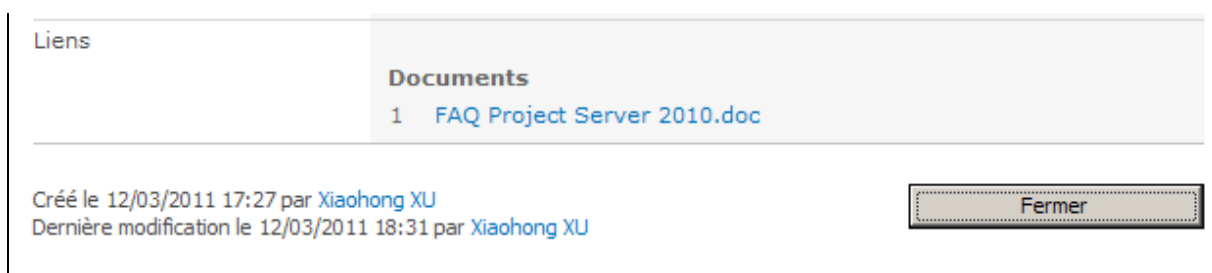 Liens
Documents
1 FAQ Project Server 2010.doc
Créé le 12/03/2011 17:27 par Xiaohong XU
Fermer
Dernière modification le 12/03/2011 18:31 par Xiaohong XU